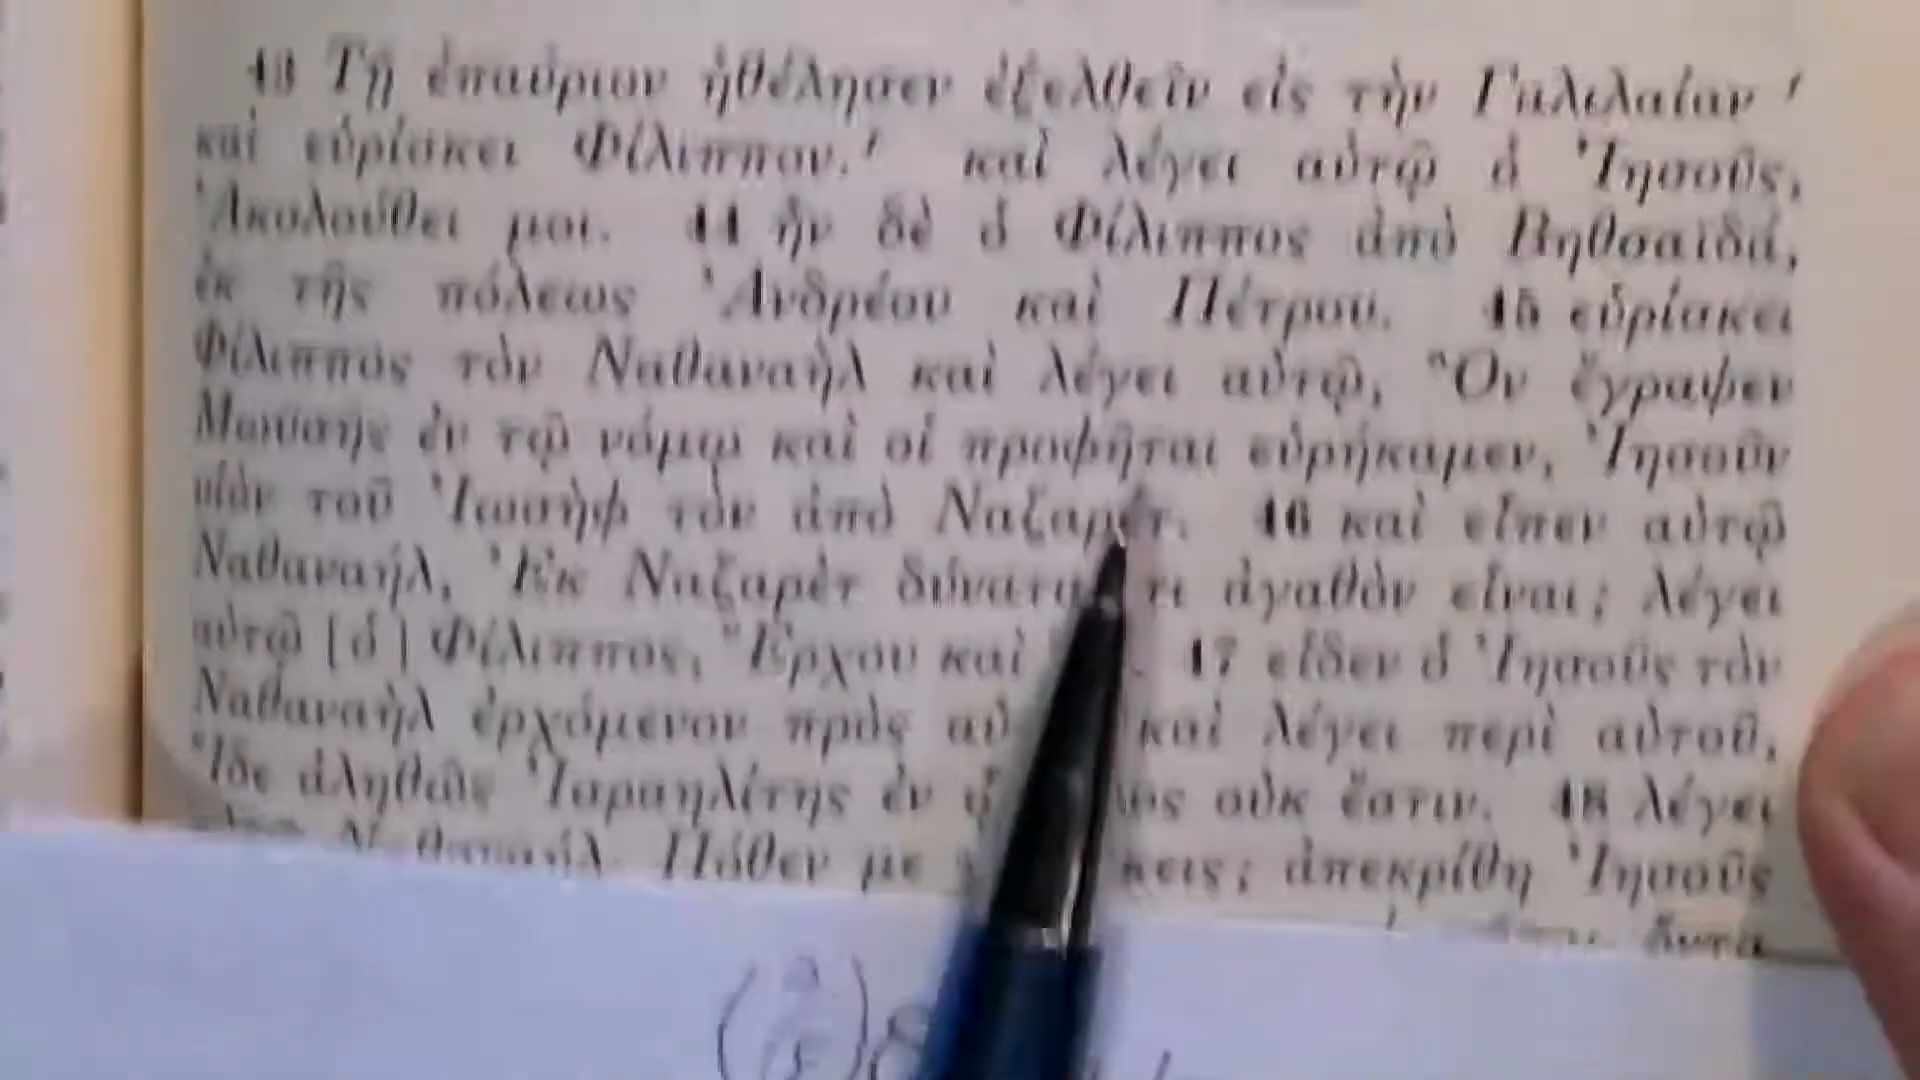 43 Τῇ ἐπαύριον ἠθέλησεν ἐξελθεῖν εἰς τὴν Γαλιλαίαν ʹ
καὶ εὑρίσκει Φίλιππον.ʹ καὶ λέγει αὐτῷ ὁ Ἰησοῦς,
Ἀκολούθει μοι. 44 ἦν δὲ ὁ Φίλιππος ἀπὸ Βηθσαϊδά,
ἐκ τῆς πόλεως Ἀνδρέου καὶ Πέτρου. 45 εὑρίσκει
Φίλιππος τὸν Ναθαναὴλ καὶ λέγει αὐτῷ, Ὃν ἔγραψεν
Μωϋσῆς ἐν τῷ νόμῳ καὶ οἱ προφῆται εὑρήκαμεν, Ἰησοῦν
υἱὸν τοῦ Ἰωσὴφ τὸν ἀπὸ Ναζαρέτ. 46 καὶ εἶπεν αὐτῷ
Ναθαναήλ, Ἐκ Ναζαρὲτ δύναται τι ἀγαθὸν εἶναι; λέγει
αὐτῷ [ὁ] Φίλιππος, Ἔρχου καὶ 47 εἶδεν ὁ Ἰησοῦς τὸν
Ναθαναὴλ ἐρχόμενον πρὸς καὶ λέγει περὶ αὐτοῦ,
Ἴδε ἀληθῶς Ἰσραηλίτης ἐν οὐκ ἔστιν. 48 λέγει
Ναθαναήλ, Πόθεν με ἀπεκρίθη Ἰησοῦς
ὄντα